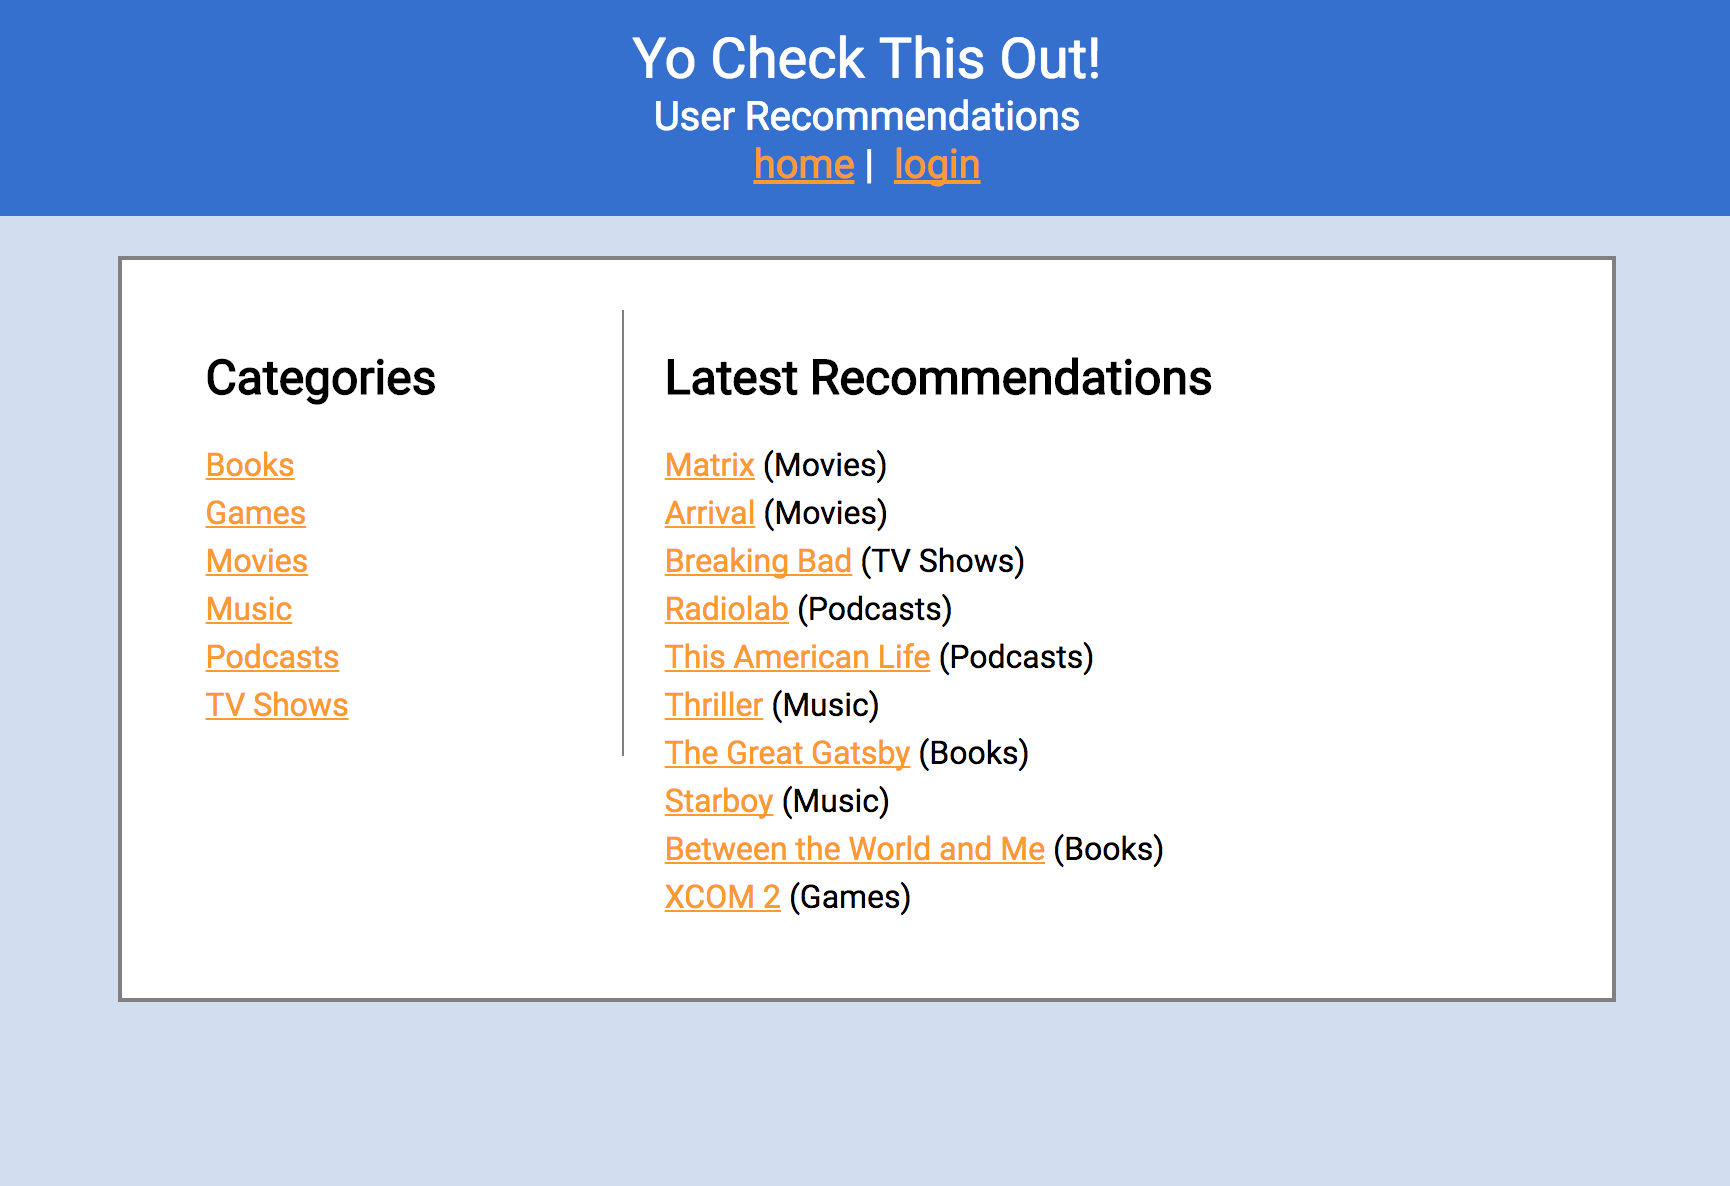 Yo Check This Out!
User Recommendations
home | login
Categories
Books
Games
Movies
Music
Podcasts
TV Shows
Latest Recommendations
Matrix (Movies)
Arrival (Movies)
Breaking Bad (TV Shows)
Radiolab (Podcasts)
This American Life (Podcasts)
Thriller (Music)
The Great Gatsby (Books)
Starboy (Music)
Between the World and Me (Books)
XCOM 2 (Games)